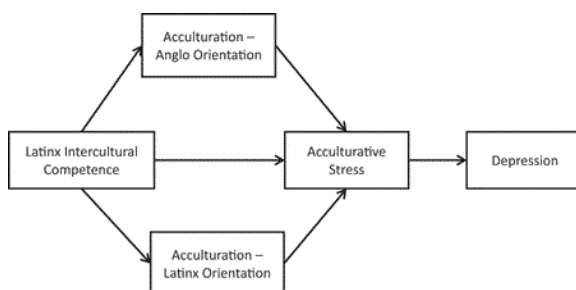 Acculturation –
Anglo Orientation
Latinx Intercultural
Competence
Acculturative
Stress
Depression
Acculturation –
Latinx Orientation